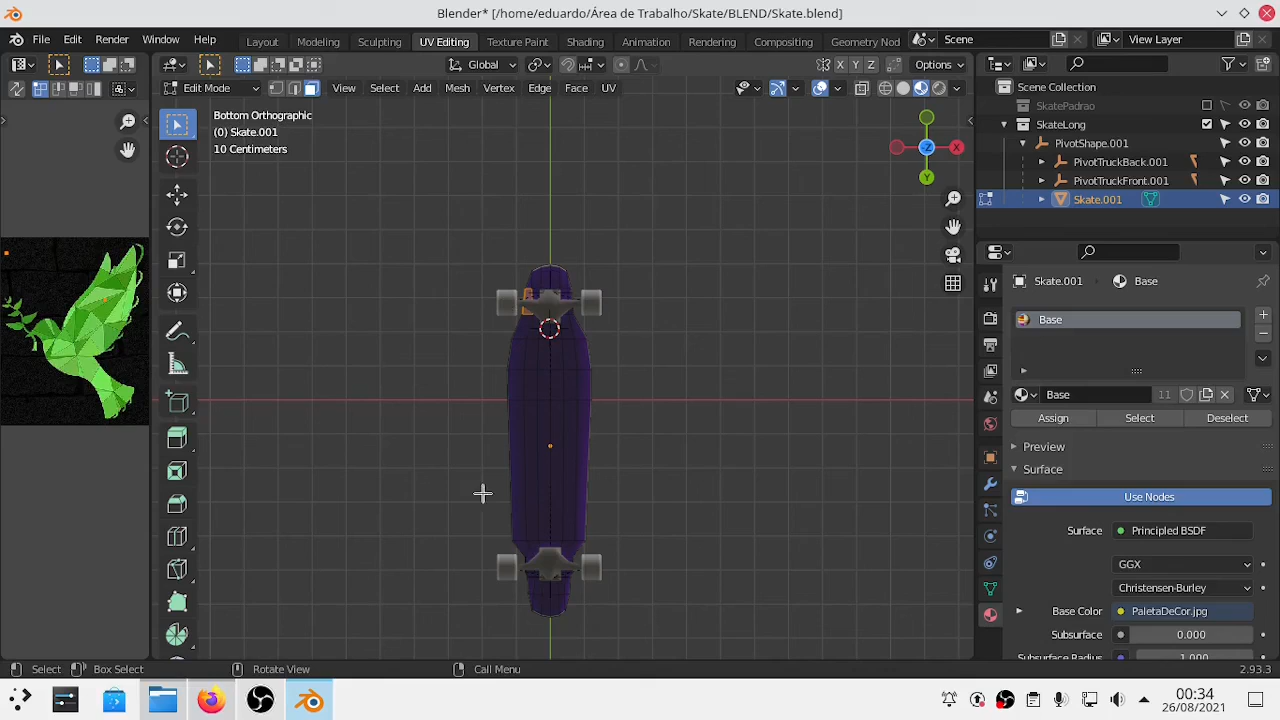 Blender* [/home/eduardo/Área de Trabalho/Skate/BLEND/Skate.blend]
File Edit Render Window Help Layout Modeling Sculpting UV Editing Texture Paint Shading Animation Rendering Compositing Geometry Nod Scene View Layer
Global X Y Z Options
Edit Mode View Select Add Mesh Vertex Edge Face UV
Bottom Orthographic
(0) Skate.001
10 Centimeters
Z X Y
Scene Collection
SkatePadrao
SkateLong
PivotShape.001
PivotTruckBack.001
PivotTruckFront.001
Skate.001
Skate.001 Base
Base
Base 11
Assign Select Deselect
Preview
Surface
Use Nodes
Surface Principled BSDF
GGX
Christensen-Burley
Base Color PaletaDeCor.jpg
Subsurface 0.000
Subsurface Radius 1.000
Select Box Select Rotate View Call Menu 2.93.3
00:34
26/08/2021